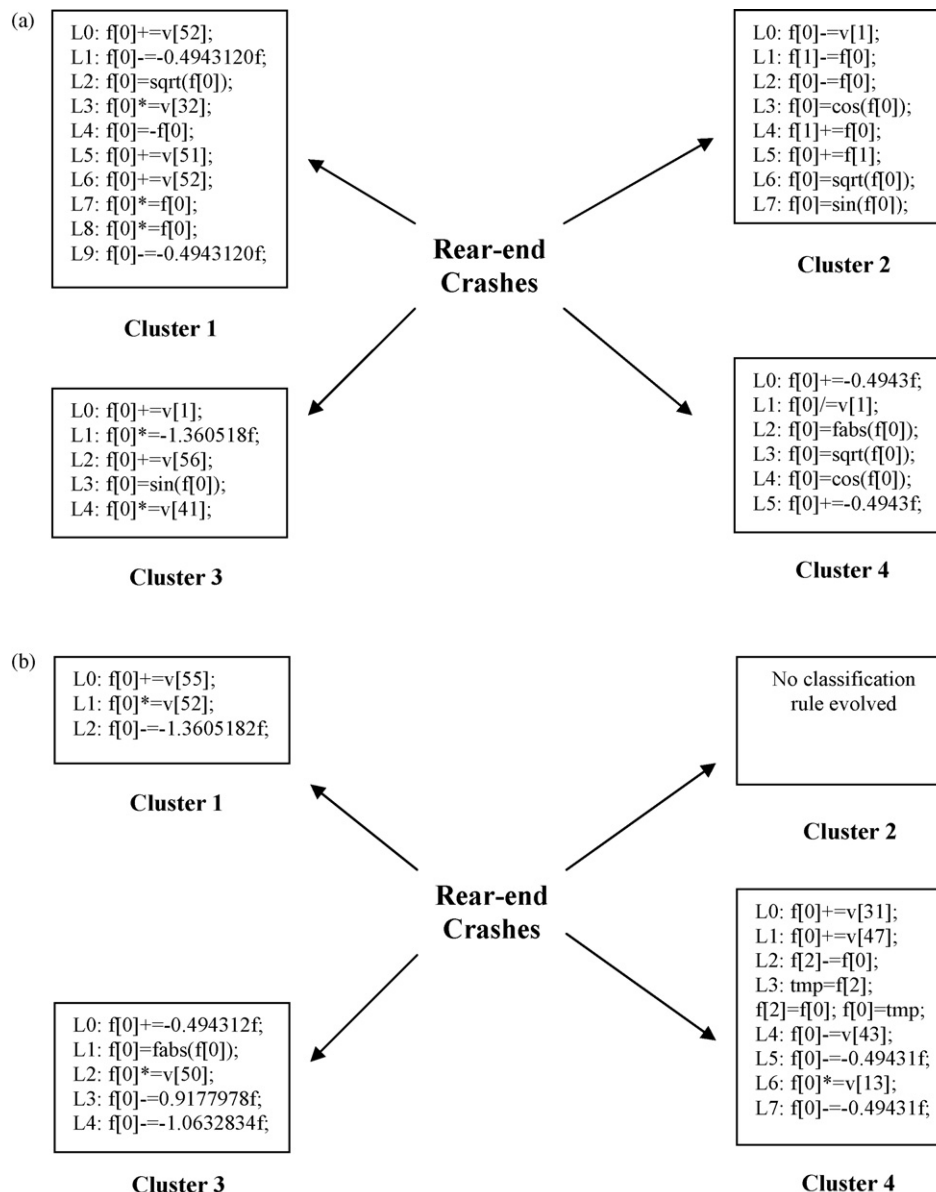 (a)
L0: f[0]+=v[52];
L1: f[0]-=-0.4943120f;
L2: f[0]=sqrt(f[0]);
L3: f[0]*=v[32];
L4: f[0]=-f[0];
L5: f[0]+=v[51];
L6: f[0]+=v[52];
L7: f[0]*=f[0];
L8: f[0]*=f[0];
L9: f[0]-=-0.4943120f;
Cluster 1
L0: f[0]-=v[1];
L1: f[1]-=f[0];
L2: f[0]-=f[0];
L3: f[0]=cos(f[0]);
L4: f[1]+=f[0];
L5: f[0]+=f[1];
L6: f[0]=sqrt(f[0]);
L7: f[0]=sin(f[0]);
Cluster 2
Rear-end
Crashes
L0: f[0]+=v[1];
L1: f[0]*=-1.360518f;
L2: f[0]+=v[56];
L3: f[0]=sin(f[0]);
L4: f[0]*=v[41];
Cluster 3
L0: f[0]+=-0.4943f;
L1: f[0]/=v[1];
L2: f[0]=fabs(f[0]);
L3: f[0]=sqrt(f[0]);
L4: f[0]=cos(f[0]);
L5: f[0]+=-0.4943f;
Cluster 4
(b)
L0: f[0]+=v[55];
L1: f[0]*=v[52];
L2: f[0]-=-1.3605182f;
Cluster 1
No classification
rule evolved
Cluster 2
Rear-end
Crashes
L0: f[0]+=-0.494312f;
L1: f[0]=fabs(f[0]);
L2: f[0]*=v[50];
L3: f[0]-=0.9177978f;
L4: f[0]-=-1.0632834f;
Cluster 3
L0: f[0]+=v[31];
L1: f[0]+=v[47];
L2: f[2]-=f[0];
L3: tmp=f[2];
f[2]=f[0]; f[0]=tmp;
L4: f[0]-=v[43];
L5: f[0]-=-0.49431f;
L6: f[0]*=v[13];
L7: f[0]-=-0.49431f;
Cluster 4